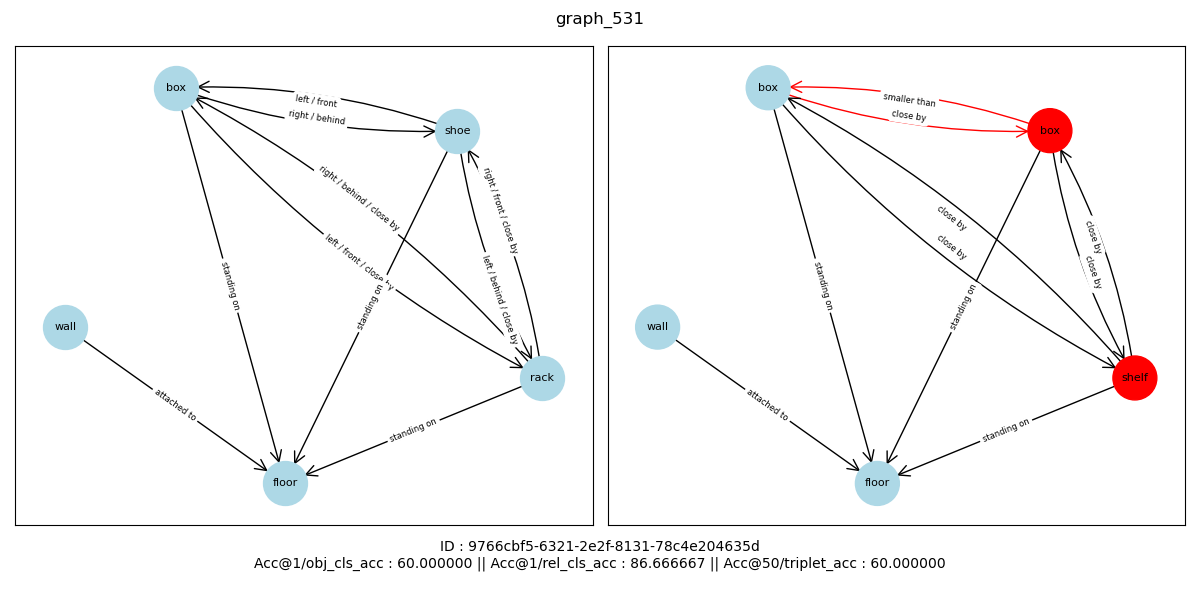 graph_531
box
left / front
right / behind
shoe
right / behind / close by
right / front / close by
left / front / close by
left / behind / close by
standing on
standing on
wall
rack
attached to
standing on
floor
box
smaller than
close by
box
close by
close by
close by
close by
standing on
standing on
wall
shelf
attached to
standing on
floor
ID : 9766cbf5-6321-2e2f-8131-78c4e204635d
Acc@1/obj_cls_acc : 60.000000 || Acc@1/rel_cls_acc : 86.666667 || Acc@50/triplet_acc : 60.000000